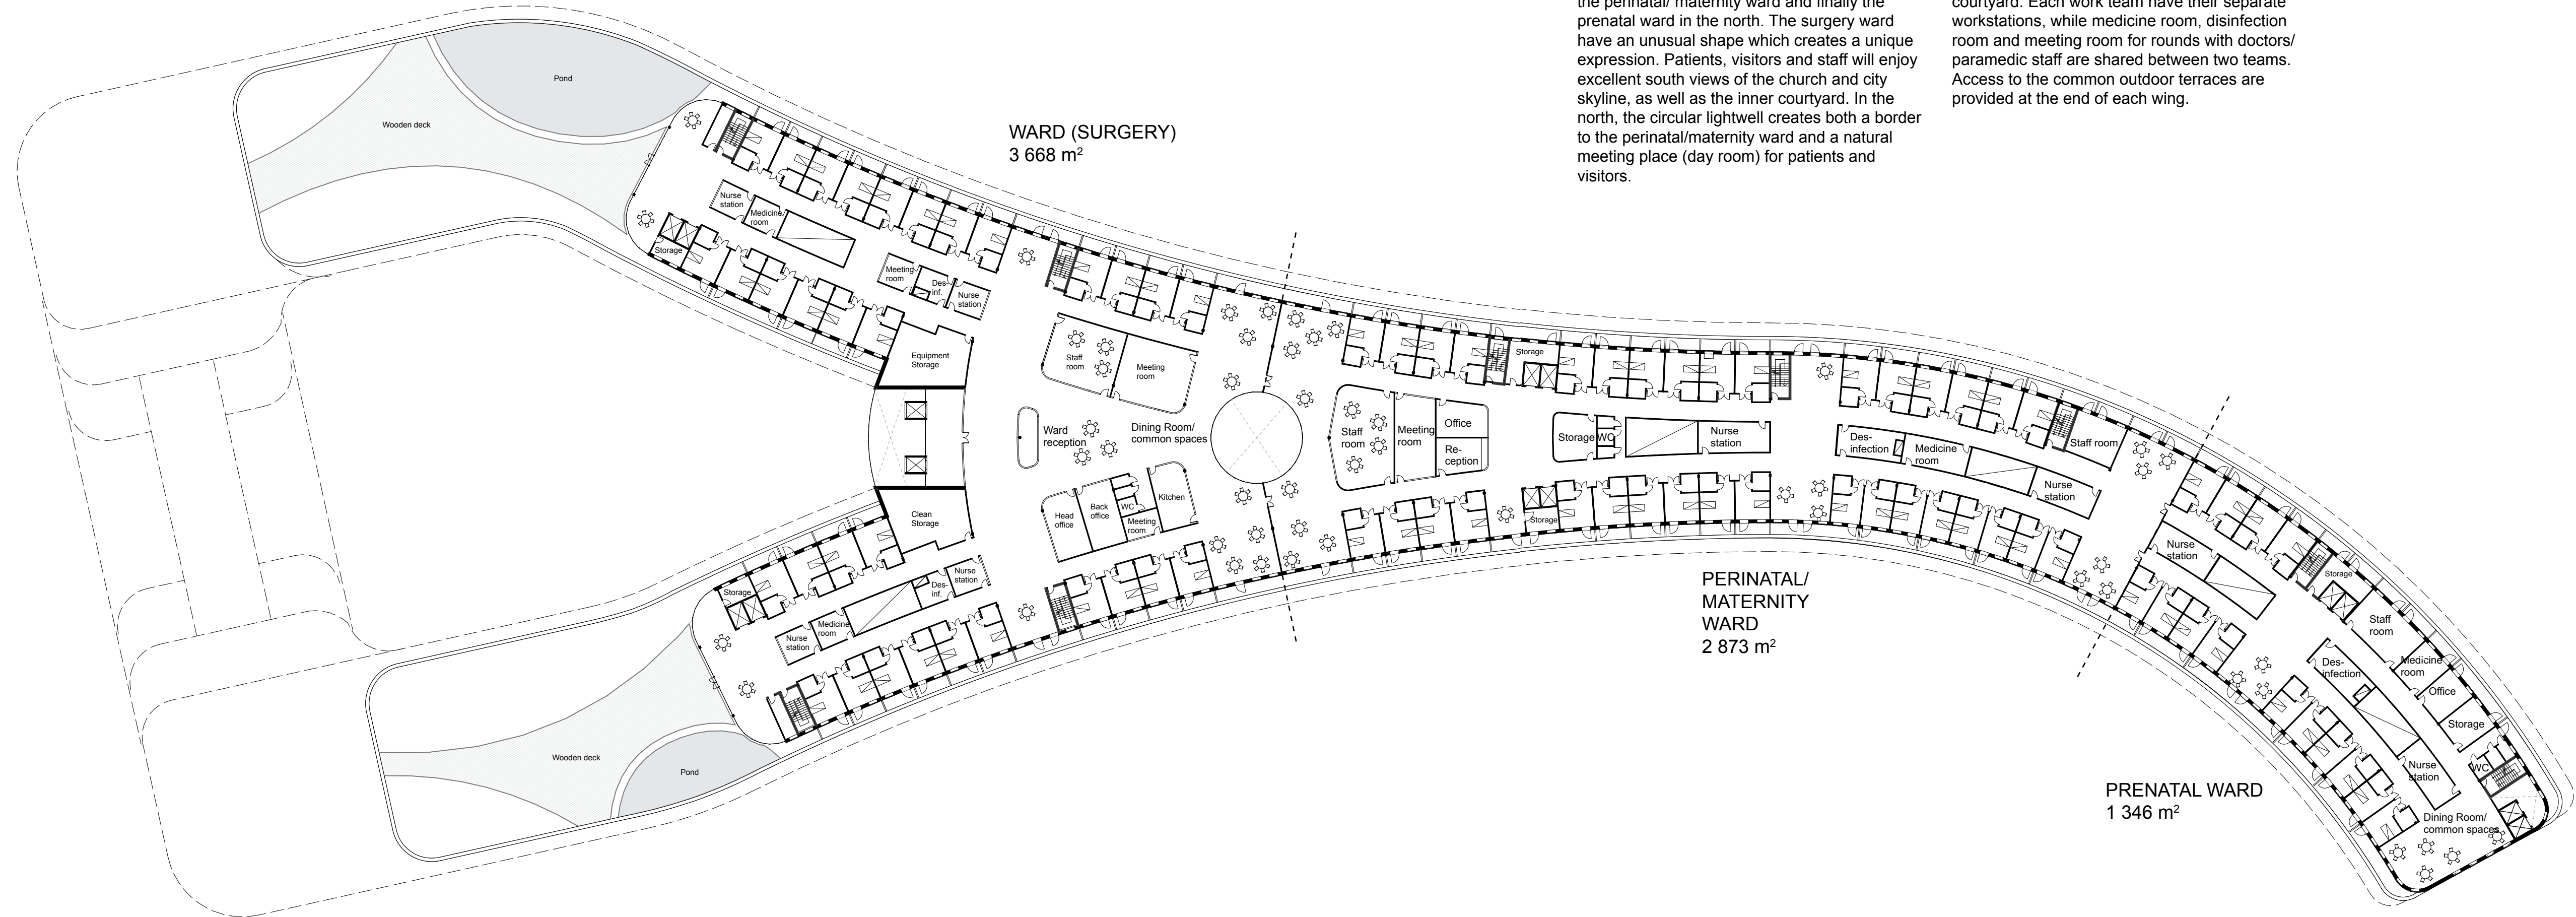 the perinatal/ maternity ward and finally the
prenatal ward in the north. The surgery ward
have an unusual shape which creates a unique
expression. Patients, visitors and staff will enjoy
excellent south views of the church and city
skyline, as well as the inner courtyard. In the
north, the circular lightwell creates both a border
to the perinatal/maternity ward and a natural
meeting place (day room) for patients and
visitors.
courtyard. Each work team have their separate
workstations, while medicine room, disinfection
room and meeting room for rounds with doctors/
paramedic staff are shared between two teams.
Access to the common outdoor terraces are
provided at the end of each wing.
Pond
Wooden deck
WARD (SURGERY)
3 668 m²
Nurse
station
Medicine
room
Storage
Meeting
room
Des-
inf.
Nurse
station
Equipment
Storage
Staff
room
Meeting
room
Ward
reception
Dining Room/
common spaces
Clean
Storage
Head
office
Back
office
WC
Meeting
room
Kitchen
Storage
Nurse
station
Medicine
room
Des-
inf.
Nurse
station
Wooden deck
Pond
Staff
room
Meeting
room
Office
Re-
ception
Storage
Storage
WC
Nurse
station
Storage
Des-
infection
Medicine
room
Nurse
station
Staff room
PERINATAL/
MATERNITY
WARD
2 873 m²
Nurse
station
Storage
Staff
room
Medicine
room
Office
Storage
Des-
infection
Nurse
station
WC
Dining Room/
common spaces
PRENATAL WARD
1 346 m²